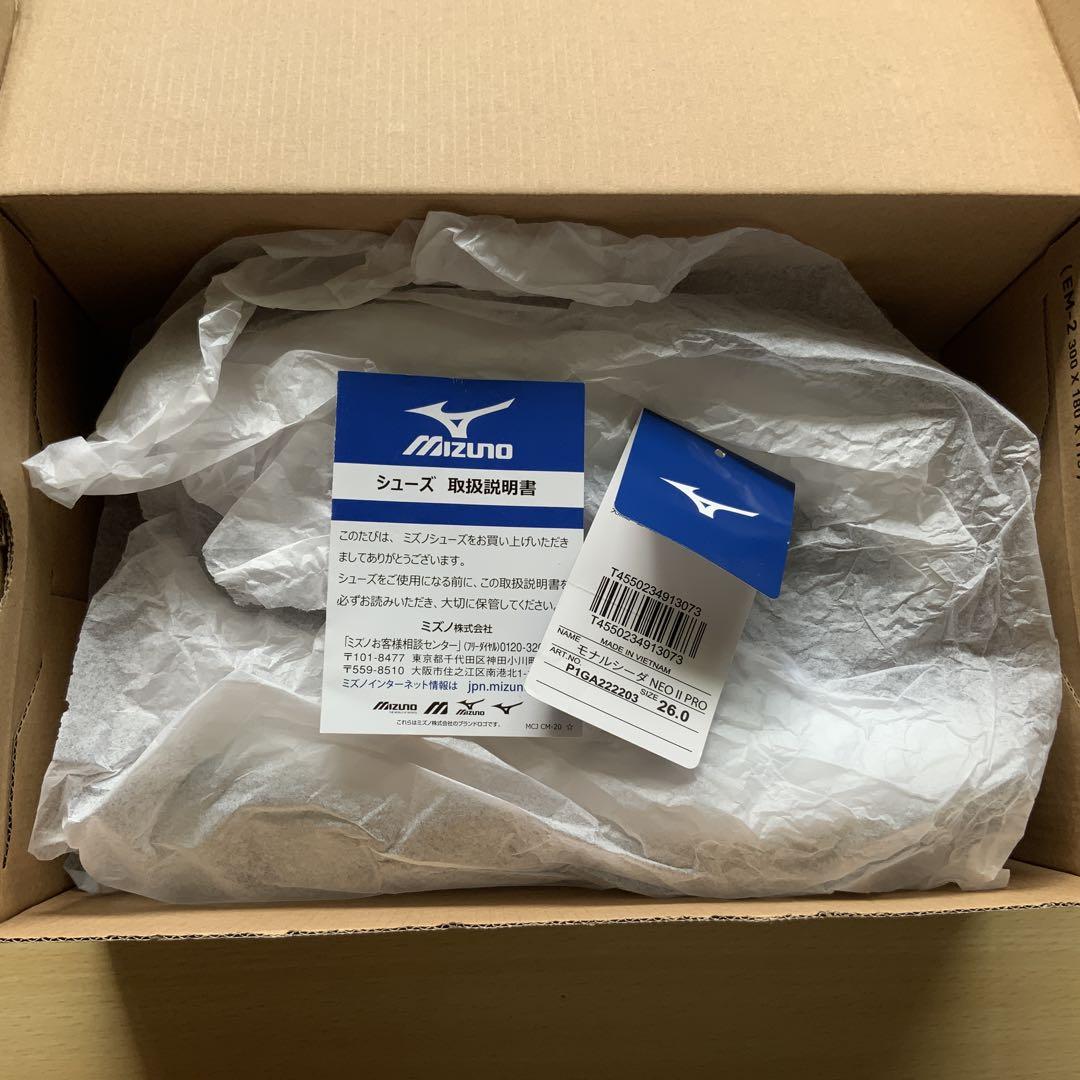 MIZUNO
シューズ 取扱説明書
このたびは、ミズノシューズをお買い上げいただき
ましてありがとうございます。
シューズをご使用になる前に、この取扱説明書を
必ずお読みいただき、大切に保管してください。
ミズノ株式会社
「ミズノお客様相談センター」(フリーダイヤル)0120-320
〒101-8477 東京都千代田区神田小川町
〒559-8510 大阪市住之江区南港北1-
ミズノインターネット情報は jpn.mizun
MIZUNO
MIZUNO
これらはミズノ株式会社のブランドロゴです。
MCJ CM-20 ☆
T4550234913073
T4550234913073
MADE IN VIETNAM
NAME モナルシーダ NEO II PRO
ART.NO P1GA222203 SIZE 26.0
(EM-2 300 X 180 X